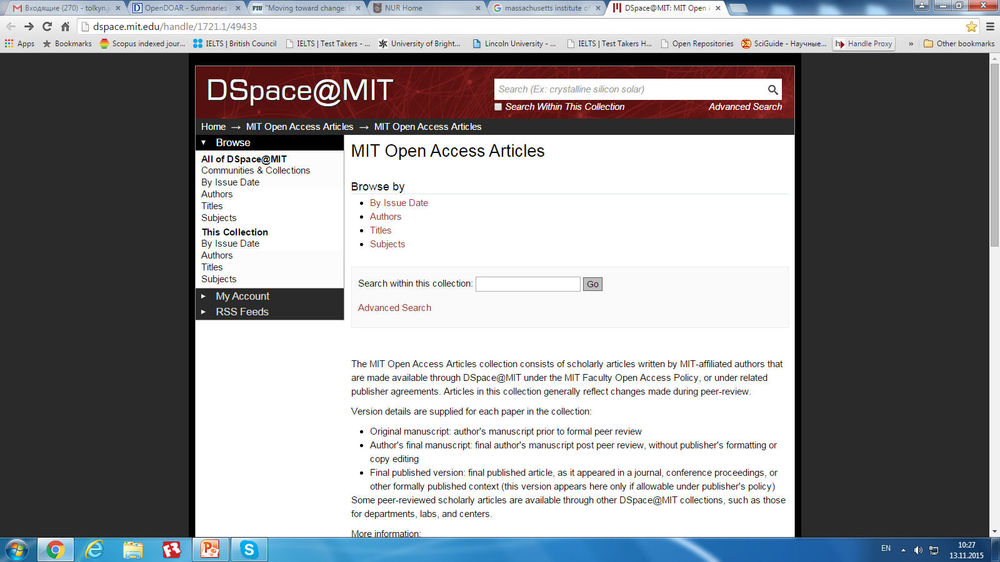 Входящие (270) - tolkyn.j
OpenDOAR - Summaries
FIU "Moving toward change: I
NUR Home
massachusetts institute of
DSpace@MIT: MIT Open A
dspace.mit.edu/handle/1721.1/49433
Apps
Bookmarks
Scopus indexed jour...
IELTS | British Council
IELTS | Test Takers - ...
University of Bright...
Lincoln University - ...
IELTS | Test Takers H...
Open Repositories
SciGuide - Научные...
Handle Proxy
»
Other bookmarks
DSpace@MIT
Search (Ex: crystalline silicon solar)
Search Within This Collection
Advanced Search
Home → MIT Open Access Articles → MIT Open Access Articles
Browse
All of DSpace@MIT
Communities & Collections
By Issue Date
Authors
Titles
Subjects
This Collection
By Issue Date
Authors
Titles
Subjects
My Account
RSS Feeds
MIT Open Access Articles
Browse by
By Issue Date
Authors
Titles
Subjects
Search within this collection:
Go
Advanced Search
The MIT Open Access Articles collection consists of scholarly articles written by MIT-affiliated authors that
are made available through DSpace@MIT under the MIT Faculty Open Access Policy, or under related
publisher agreements. Articles in this collection generally reflect changes made during peer-review.
Version details are supplied for each paper in the collection:
Original manuscript: author's manuscript prior to formal peer review
Author's final manuscript: final author's manuscript post peer review, without publisher's formatting or
copy editing
Final published version: final published article, as it appeared in a journal, conference proceedings, or
other formally published context (this version appears here only if allowable under publisher's policy)
Some peer-reviewed scholarly articles are available through other DSpace@MIT collections, such as those
for departments, labs, and centers.
More information:
EN
10:27
13.11.2015